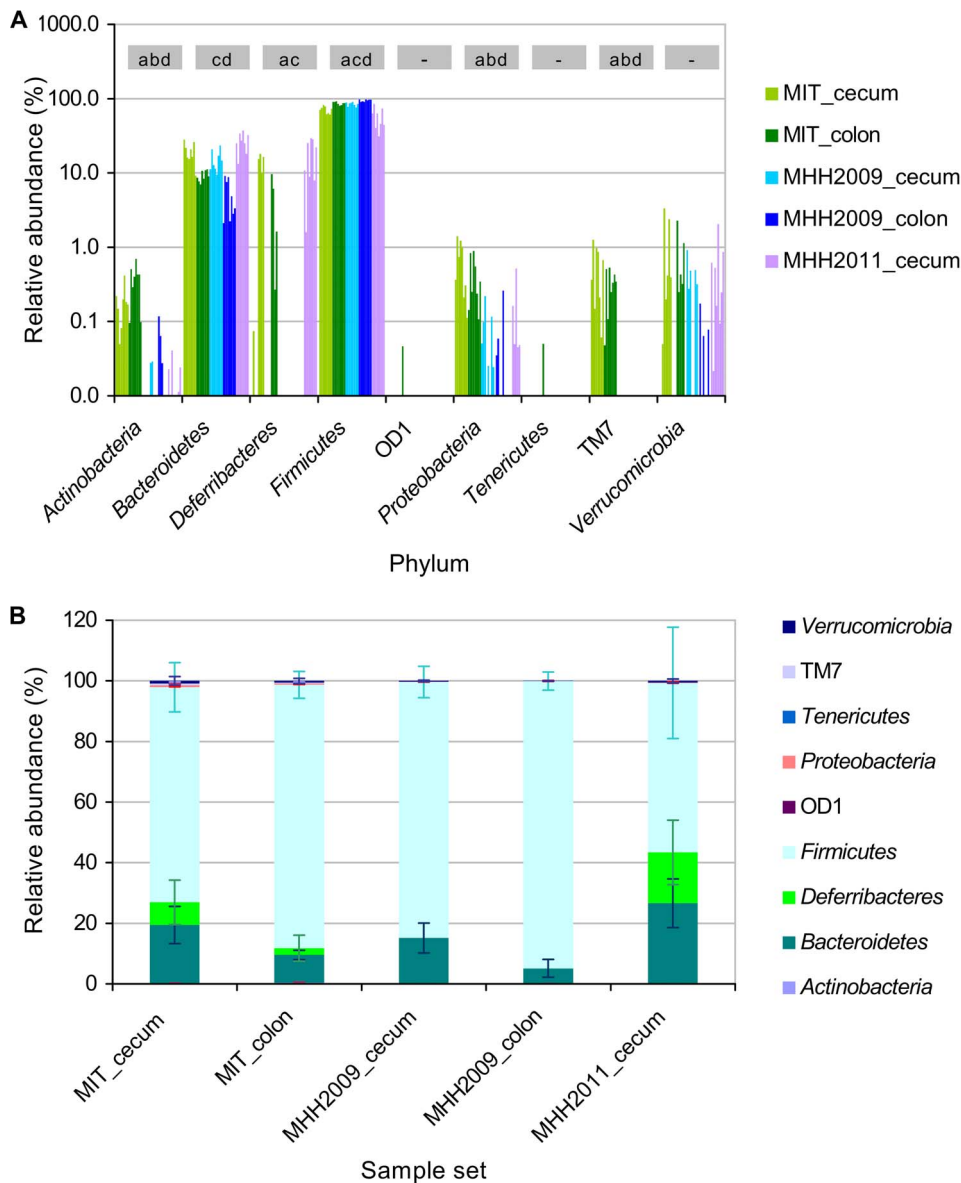 A
1000.0
100.0
10.0
1.0
0.1
0.0
Relative abundance (%)
abd cd ac acd - abd - abd -
Actinobacteria
Bacteroidetes
Deferribacteres
Firmicutes
OD1
Proteobacteria
Tenericutes
TM7
Verrucomicrobia
Phylum
MIT_cecum
MIT_colon
MHH2009_cecum
MHH2009_colon
MHH2011_cecum
B
120
100
80
60
40
20
0
Relative abundance (%)
MIT_cecum
MIT_colon
MHH2009_cecum
MHH2009_colon
MHH2011_cecum
Sample set
Verrucomicrobia
TM7
Tenericutes
Proteobacteria
OD1
Firmicutes
Deferribacteres
Bacteroidetes
Actinobacteria